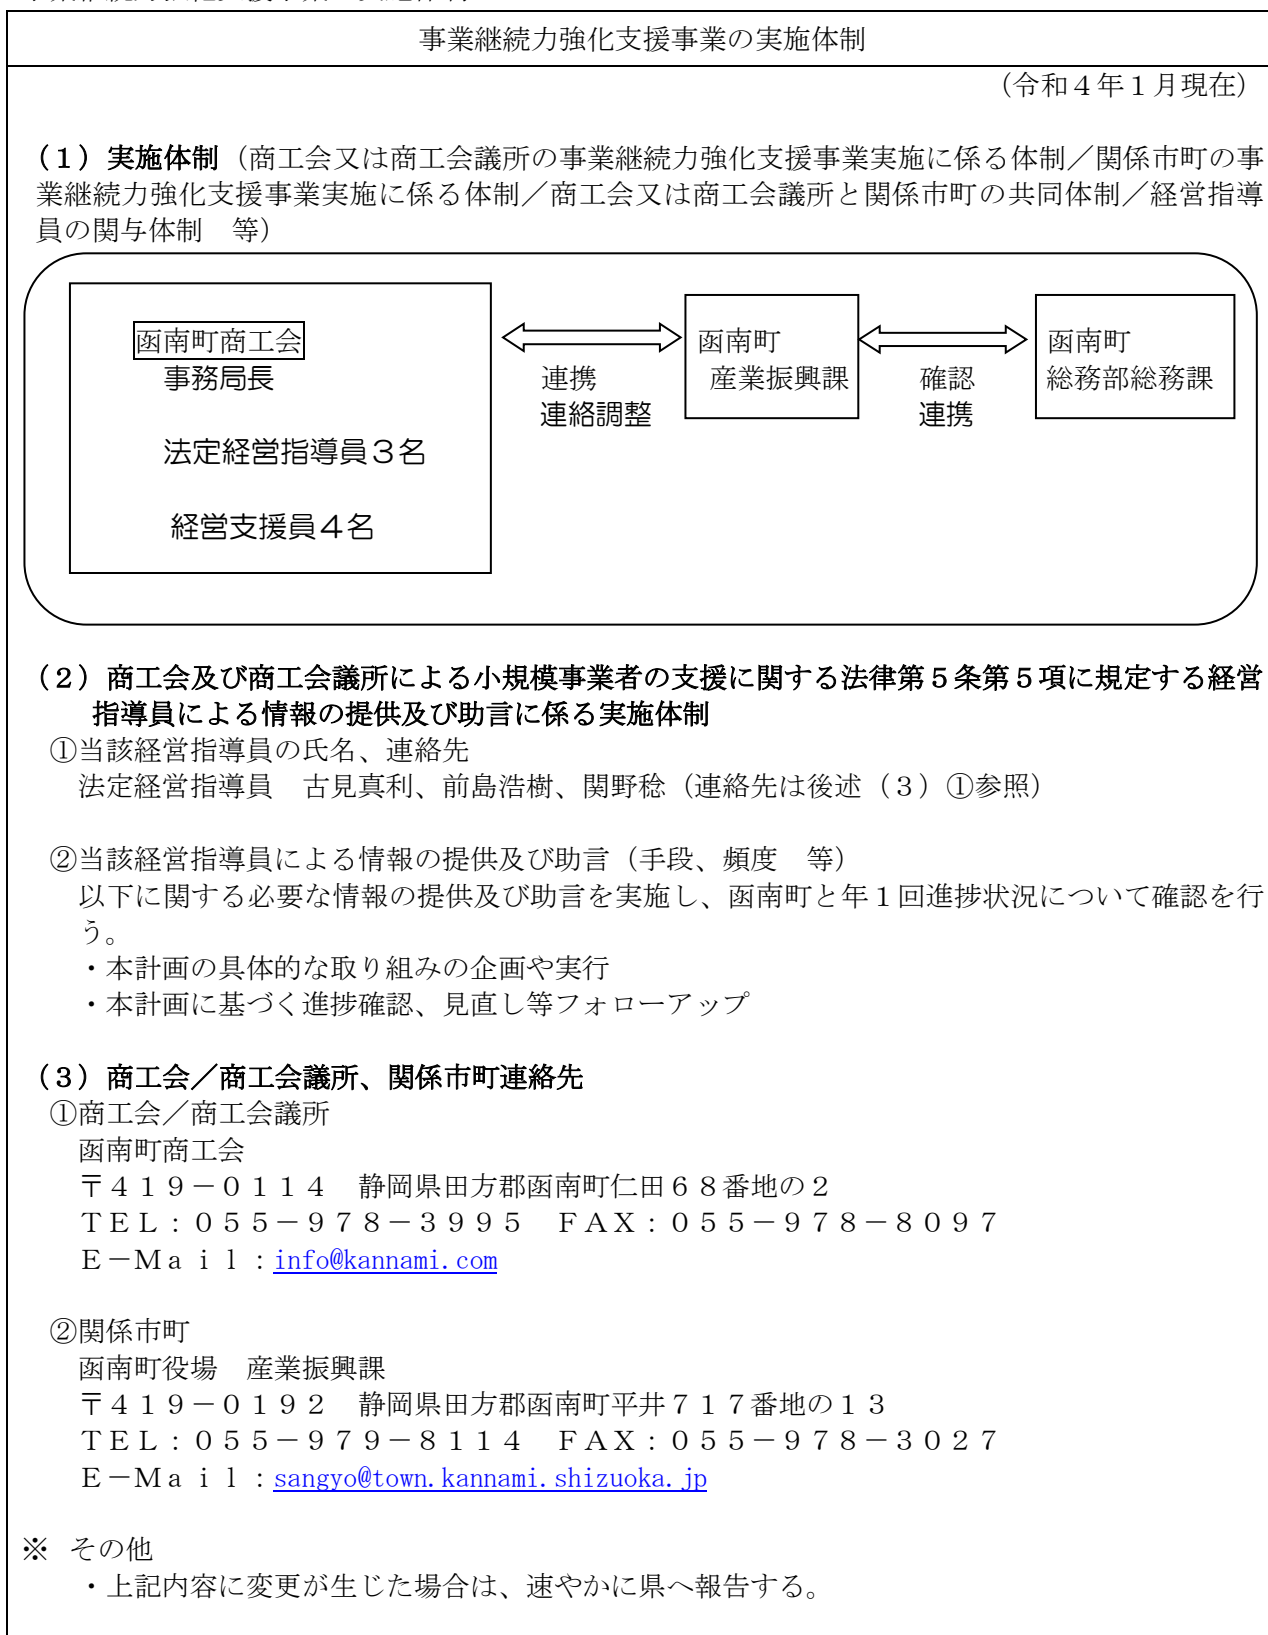 事業継続力強化支援事業の実施体制
（令和４年１月現在）
（１）実施体制（商工会又は商工会議所の事業継続力強化支援事業実施に係る体制／関係市町の事
業継続力強化支援事業実施に係る体制／商工会又は商工会議所と関係市町の共同体制／経営指導
員の関与体制　等）
函南町商工会
事務局長
法定経営指導員３名
経営支援員４名
連携
連絡調整
函南町
産業振興課
確認
連携
函南町
総務部総務課
（２）商工会及び商工会議所による小規模事業者の支援に関する法律第５条第５項に規定する経営
指導員による情報の提供及び助言に係る実施体制
①当該経営指導員の氏名、連絡先
法定経営指導員　古見真利、前島浩樹、関野稔（連絡先は後述（３）①参照）
②当該経営指導員による情報の提供及び助言（手段、頻度　等）
以下に関する必要な情報の提供及び助言を実施し、函南町と年１回進捗状況について確認を行
う。
・本計画の具体的な取り組みの企画や実行
・本計画に基づく進捗確認、見直し等フォローアップ
（３）商工会／商工会議所、関係市町連絡先
①商工会／商工会議所
函南町商工会
〒４１９－０１１４　静岡県田方郡函南町仁田６８番地の２
ＴＥＬ：０５５－９７８－３９９５　ＦＡＸ：０５５－９７８－８０９７
Ｅ－Ｍａｉｌ：info@kannami.com
②関係市町
函南町役場　産業振興課
〒４１９－０１９２　静岡県田方郡函南町平井７１７番地の１３
ＴＥＬ：０５５－９７９－８１１４　ＦＡＸ：０５５－９７８－３０２７
Ｅ－Ｍａｉｌ：sangyo@town.kannami.shizuoka.jp
※　その他
・上記内容に変更が生じた場合は、速やかに県へ報告する。